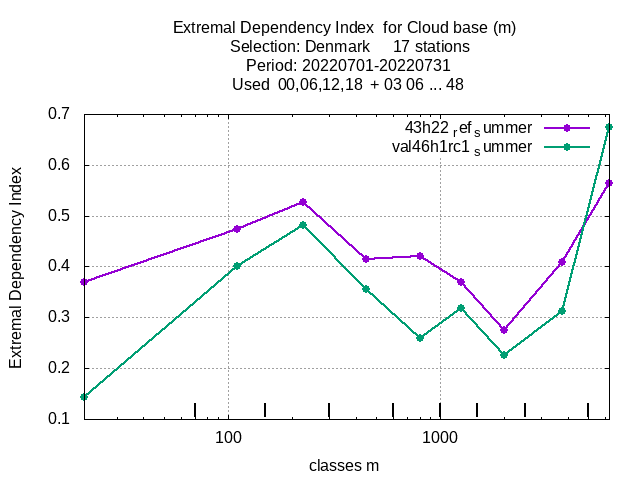 Extremal Dependency Index  for Cloud base (m)
Selection: Denmark     17 stations
Period: 20220701-20220731
Used  00,06,12,18  + 03 06 ... 48
43h22_ref_summer
val46h1rc1_summer
Extremal Dependency Index
0.7
0.6
0.5
0.4
0.3
0.2
0.1
100
1000
classes m